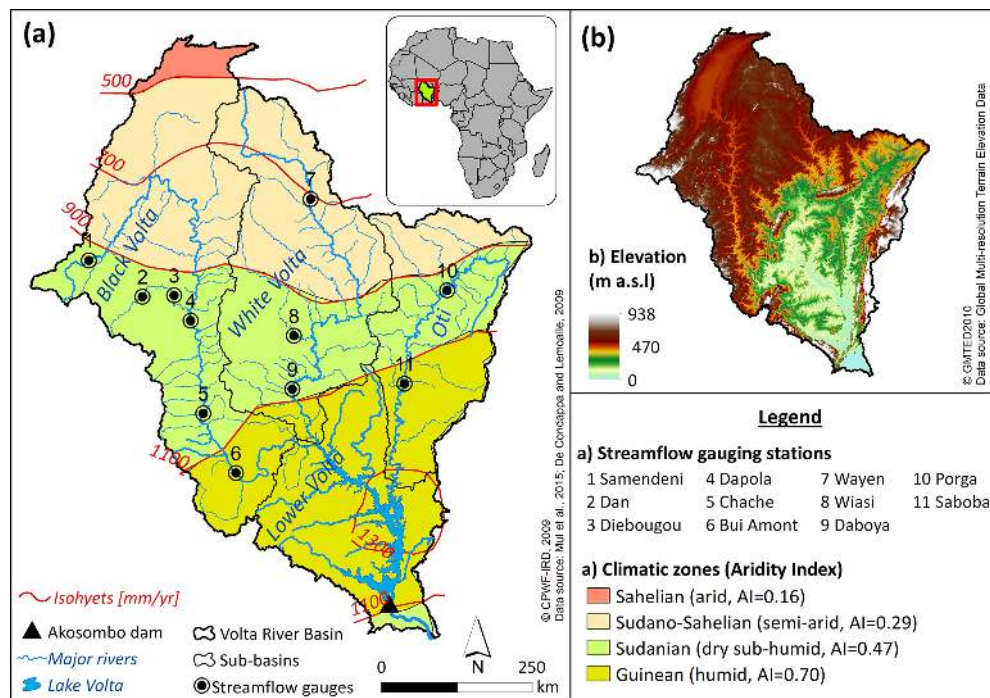 (a)
500
700
900
1
7
Black Volta
White Volta
Oti
2
3
4
8
10
9
11
5
6
1100
Lower Volta
1300
1100
Isohyets [mm/yr]
Akosombo dam
Major rivers
Lake Volta
Volta River Basin
Sub-basins
Streamflow gauges
N
0 250
km
© CPWF-IRD, 2009
Data source: Mul et al., 2015; De Condappa and Lemoalle, 2009
(b)
b) Elevation
(m a.s.l)
938
470
0
© GMTED2010
Data source: Global Multi-resolution Terrain Elevation Data
Legend
a) Streamflow gauging stations
1 Samendeni 4 Dapola 7 Wayen 10 Porga
2 Dan 5 Chache 8 Wiasi 11 Saboba
3 Diebougou 6 Bui Amont 9 Daboya
a) Climatic zones (Aridity Index)
Sahelian (arid, AI=0.16)
Sudano-Sahelian (semi-arid, AI=0.29)
Sudanian (dry sub-humid, AI=0.47)
Guinean (humid, AI=0.70)